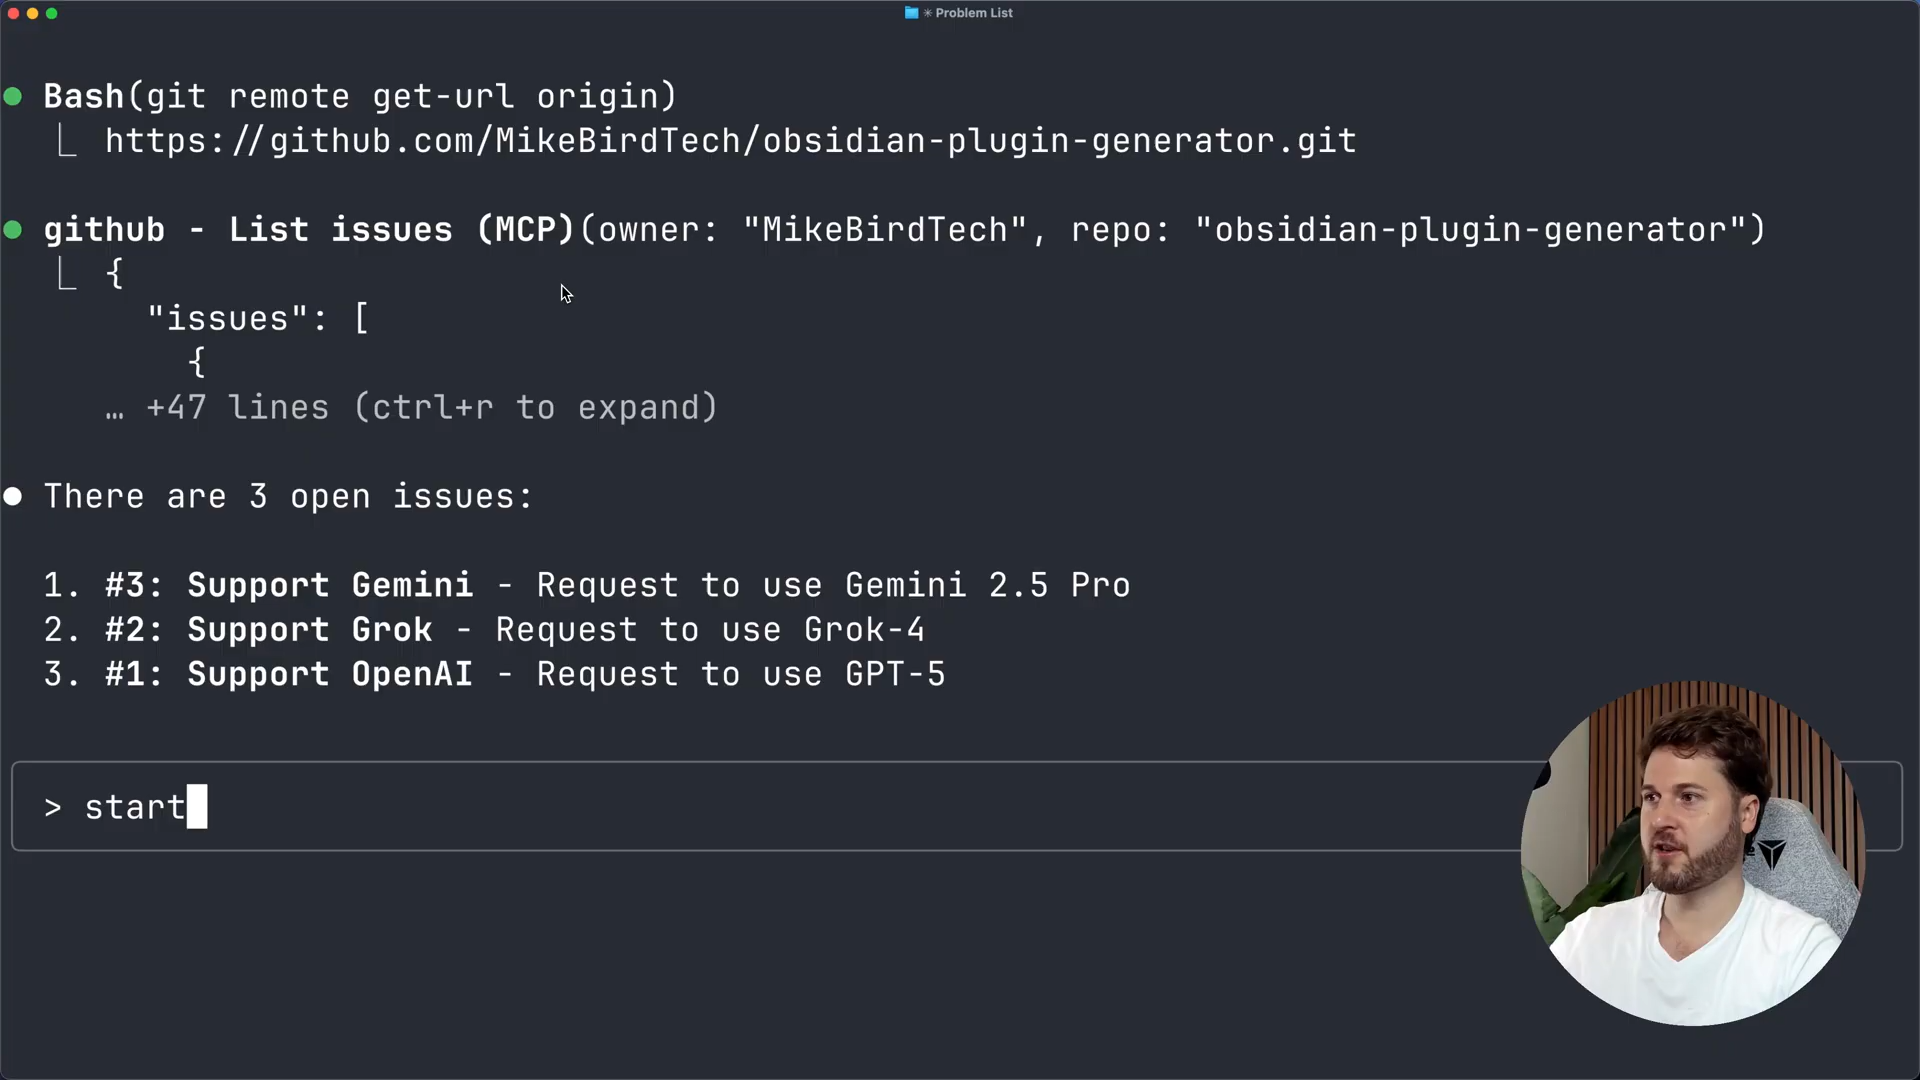 ✳ Problem List
Bash(git remote get-url origin)
https://github.com/MikeBirdTech/obsidian-plugin-generator.git
github - List issues (MCP)(owner: "MikeBirdTech", repo: "obsidian-plugin-generator")
{
"issues": [
{
… +47 lines (ctrl+r to expand)
There are 3 open issues:
1. #3: Support Gemini - Request to use Gemini 2.5 Pro
2. #2: Support Grok - Request to use Grok-4
3. #1: Support OpenAI - Request to use GPT-5
> start